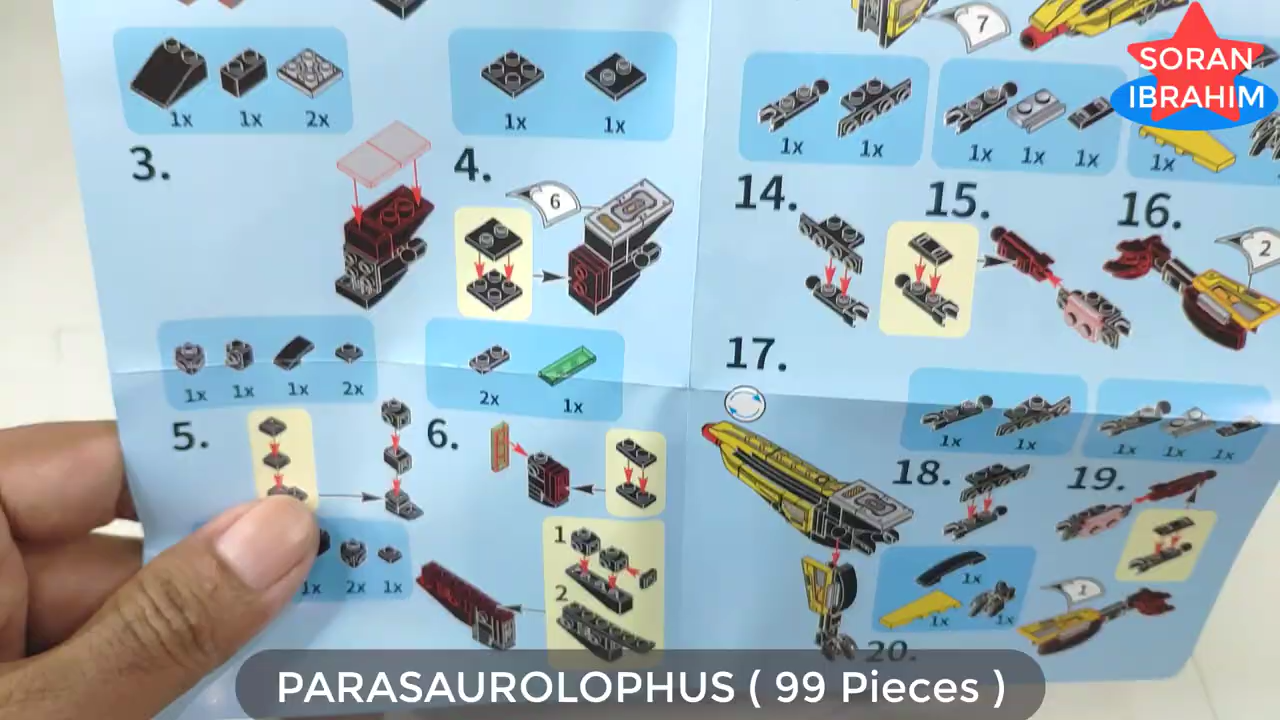 7
SORAN
IBRAHIM
1x 1x 2x
1x 1x
1x 1x
1x 1x 1x
1x
3.
4.
6
14.
15.
16.
2
1x 1x 1x 2x
2x 1x
17.
5.
6.
1x 1x
1x 1x 1x
18.
19.
1x 2x 1x
1
2
1x
1x 1x
1
20.
PARASAUROLOPHUS ( 99 Pieces )